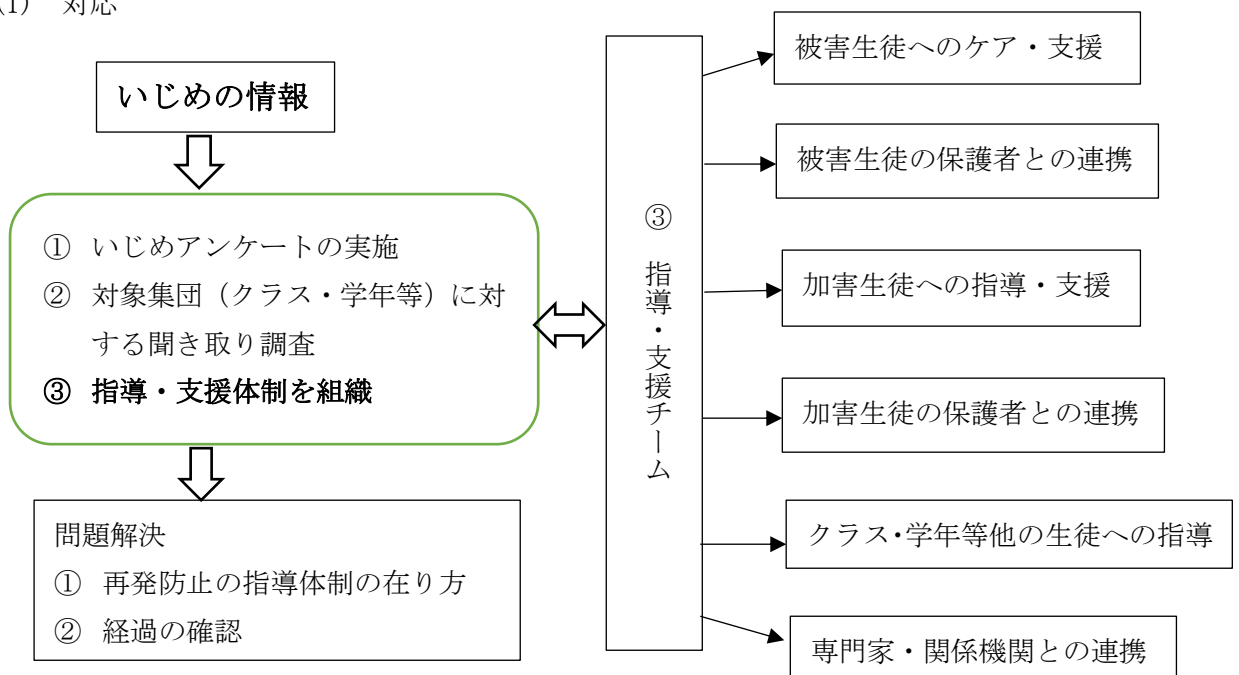 (1) 対応
いじめの情報
① いじめアンケートの実施
② 対象集団（クラス・学年等）に対
する聞き取り調査
③ 指導・支援体制を組織
問題解決
① 再発防止の指導体制の在り方
② 経過の確認
③ 指導・支援チーム
被害生徒へのケア・支援
被害生徒の保護者との連携
加害生徒への指導・支援
加害生徒の保護者との連携
クラス・学年等他の生徒への指導
専門家・関係機関との連携